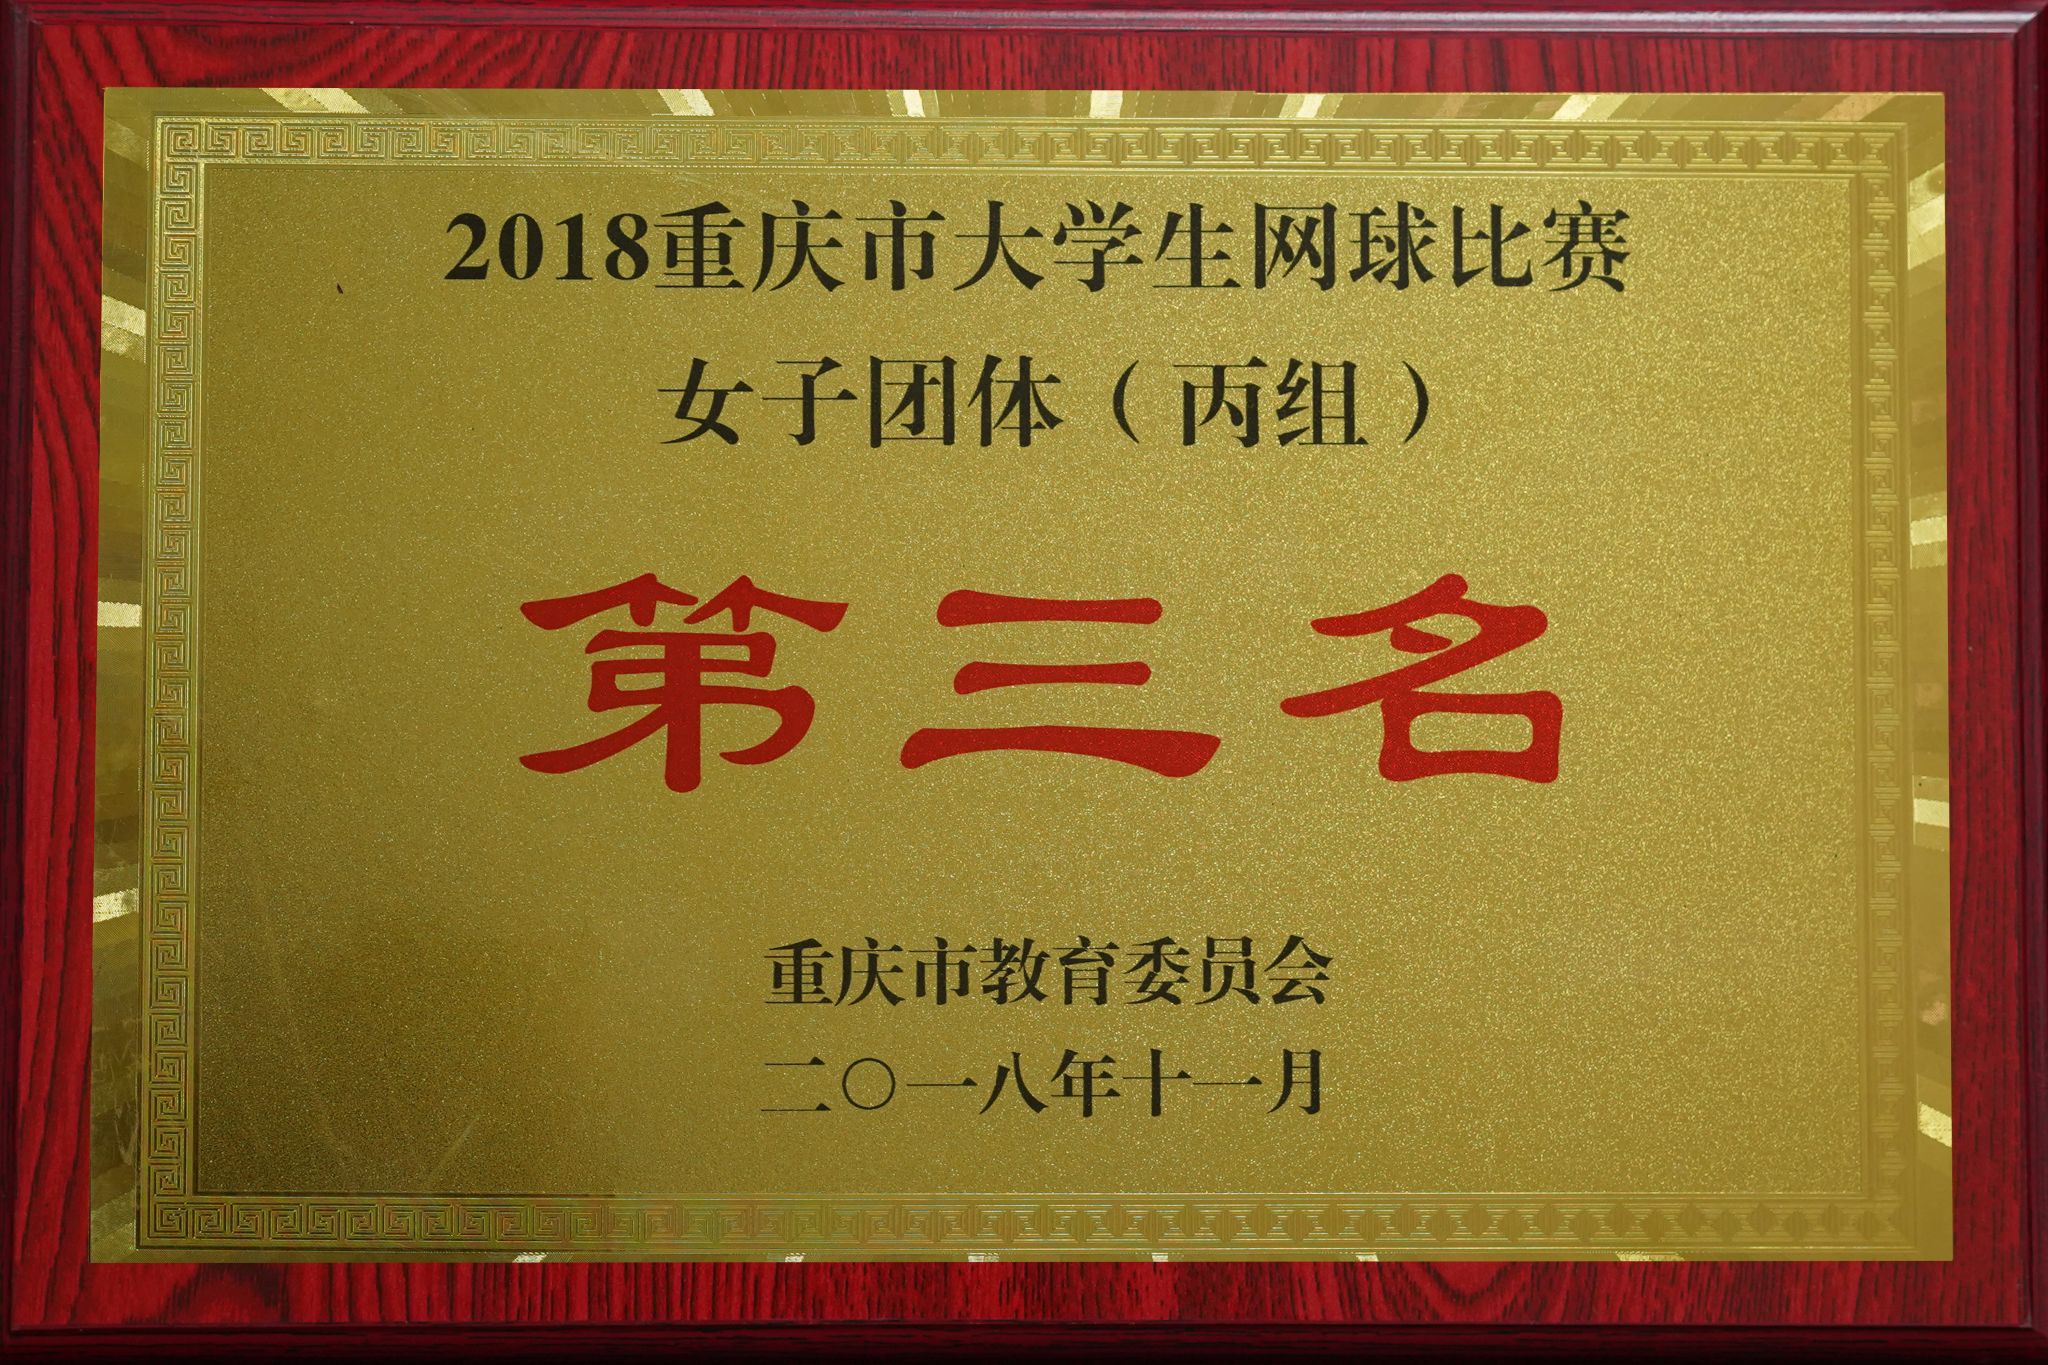 2018重庆市大学生网球比赛
女子团体（丙组）
第三名
重庆市教育委员会
二〇一八年十一月